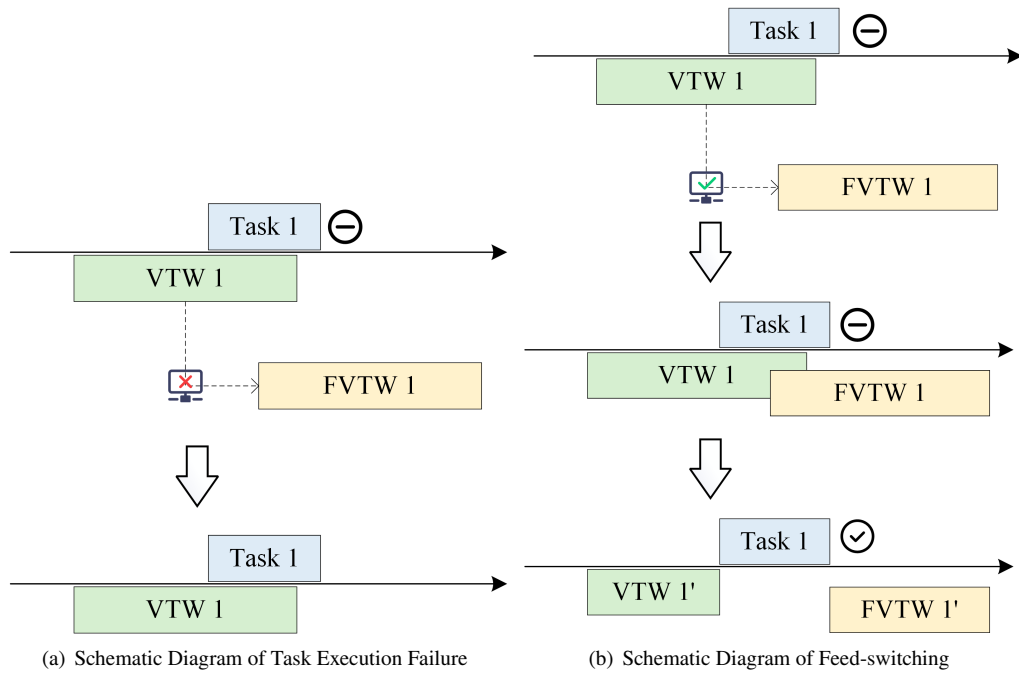 Task 1
VTW 1
FVTW 1
Task 1
VTW 1
(a) Schematic Diagram of Task Execution Failure
Task 1
VTW 1
FVTW 1
Task 1
VTW 1
FVTW 1
Task 1
VTW 1'
FVTW 1'
(b) Schematic Diagram of Feed-switching